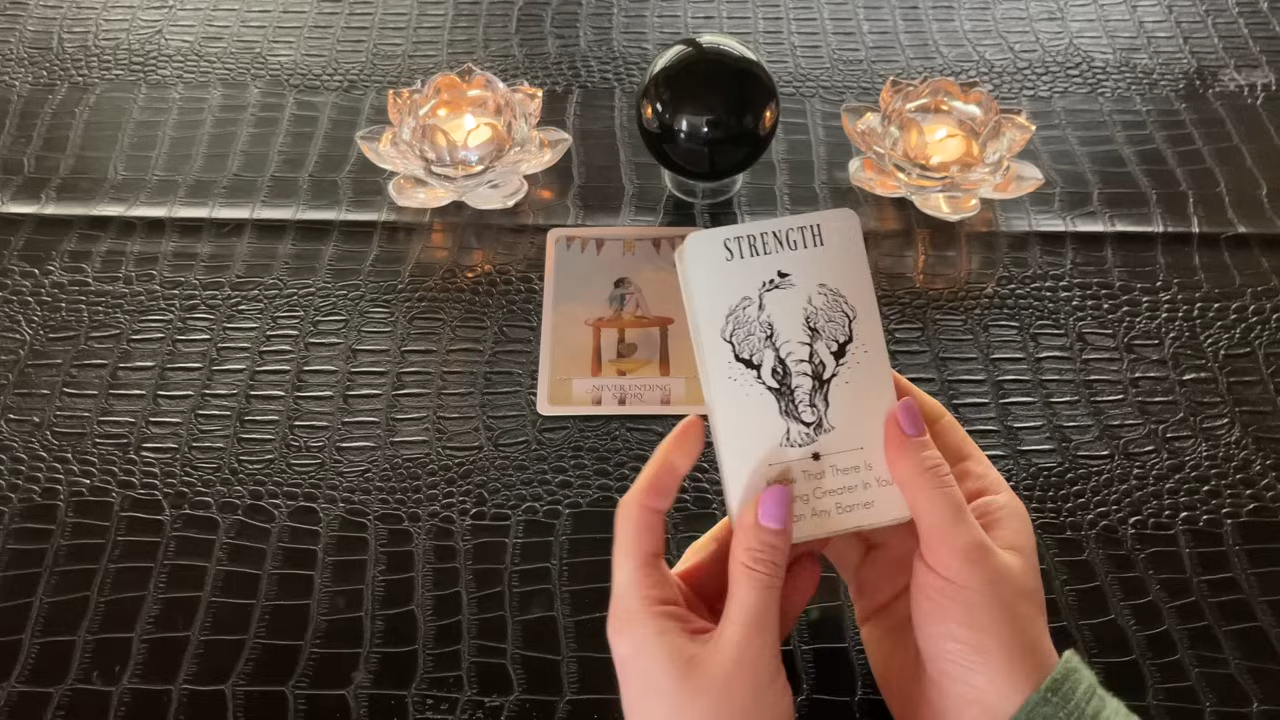 STRENGTH
NEVER-ENDING
STORY
That There Is
Greater In You
Any Barrier